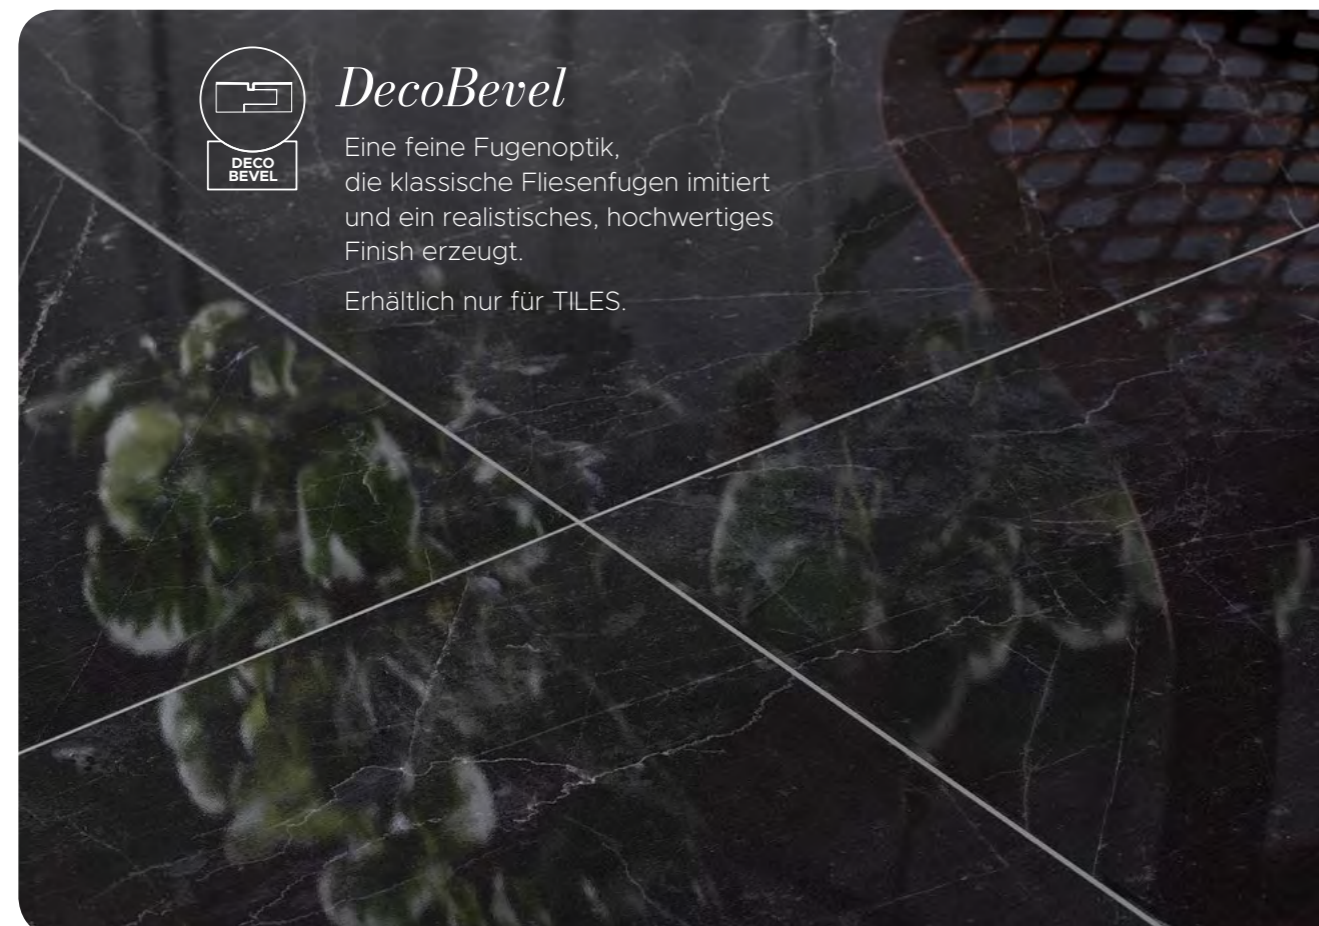 DecoBevel
DECO
BEVEL
Eine feine Fugenoptik,
die klassische Fliesenfugen imitiert
und ein realistisches, hochwertiges
Finish erzeugt.
Erhältlich nur für TILES.